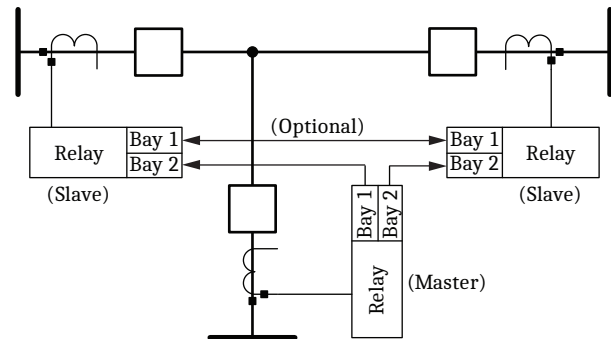 (Optional)
Relay
Bay 1
Bay 2
(Slave)
Bay 1
Bay 2
Relay
(Slave)
Bay 1
Bay 2
Relay
(Master)